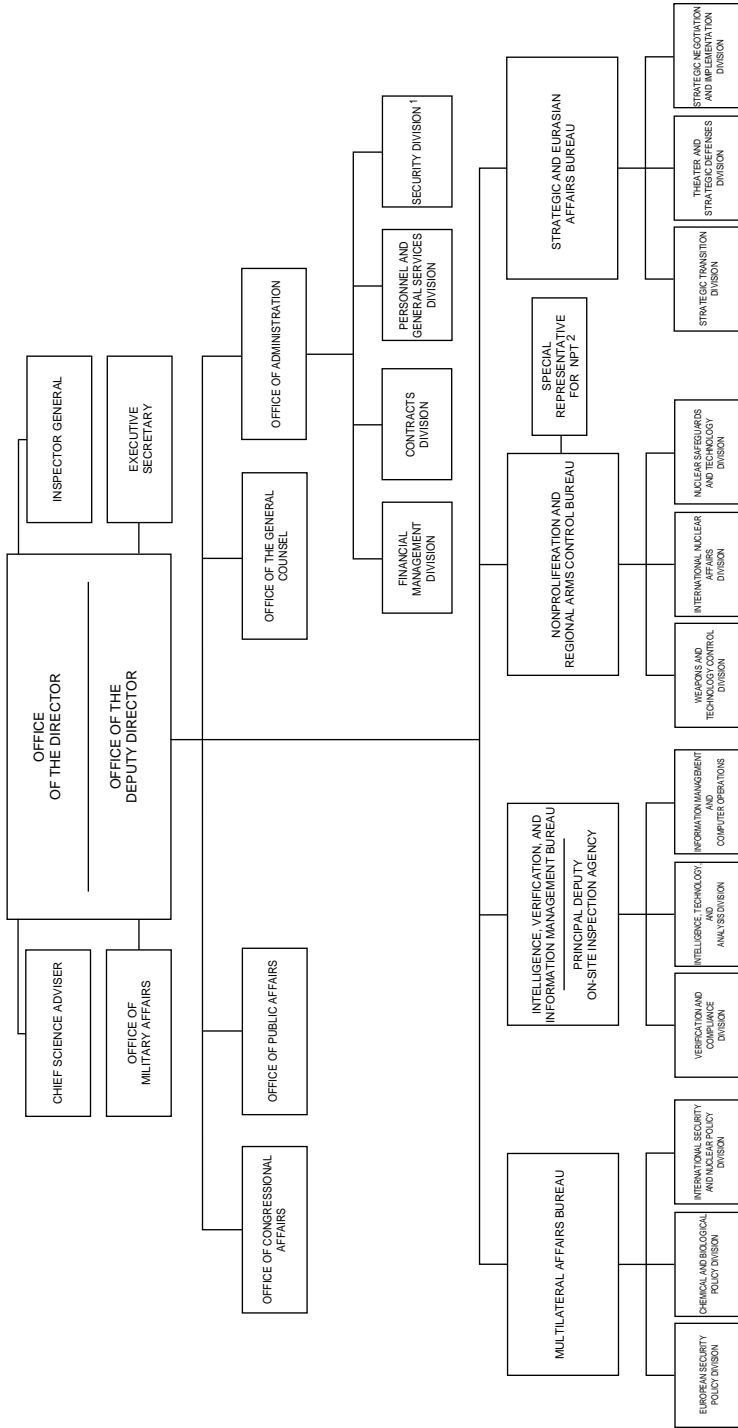 OFFICE
OF THE DIRECTOR
OFFICE OF THE
DEPUTY DIRECTOR
CHIEF SCIENCE ADVISER
OFFICE OF
MILITARY AFFAIRS
INSPECTOR GENERAL
EXECUTIVE
SECRETARY
OFFICE OF CONGRESSIONAL
AFFAIRS
OFFICE OF PUBLIC AFFAIRS
OFFICE OF THE GENERAL
COUNSEL
OFFICE OF ADMINISTRATION
FINANCIAL
MANAGEMENT
DIVISION
CONTRACTS
DIVISION
PERSONNEL AND
GENERAL SERVICES
DIVISION
SECURITY DIVISION 1
MULTILATERAL AFFAIRS BUREAU
INTELLIGENCE, VERIFICATION, AND
INFORMATION MANAGEMENT BUREAU
PRINCIPAL DEPUTY
ON-SITE INSPECTION AGENCY
NONPROLIFERATION AND
REGIONAL ARMS CONTROL BUREAU
SPECIAL
REPRESENTATIVE
FOR NPT 2
STRATEGIC AND EURASIAN
AFFAIRS BUREAU
EUROPEAN SECURITY
POLICY DIVISION
CHEMICAL AND BIOLOGICAL
POLICY DIVISION
INTERNATIONAL SECURITY
AND NUCLEAR POLICY
DIVISION
VERIFICATION AND
COMPLIANCE
DIVISION
INTELLIGENCE, TECHNOLOGY,
AND
ANALYSIS DIVISION
INFORMATION MANAGEMENT
AND
COMPUTER OPERATIONS
WEAPONS AND
TECHNOLOGY CONTROL
DIVISION
INTERNATIONAL NUCLEAR
AFFAIRS
DIVISION
NUCLEAR SAFEGUARDS
AND TECHNOLOGY
DIVISION
STRATEGIC TRANSITION
DIVISION
THEATER AND
STRATEGIC DEFENSES
DIVISION
STRATEGIC NEGOTIATION
AND IMPLEMENTATION
DIVISION